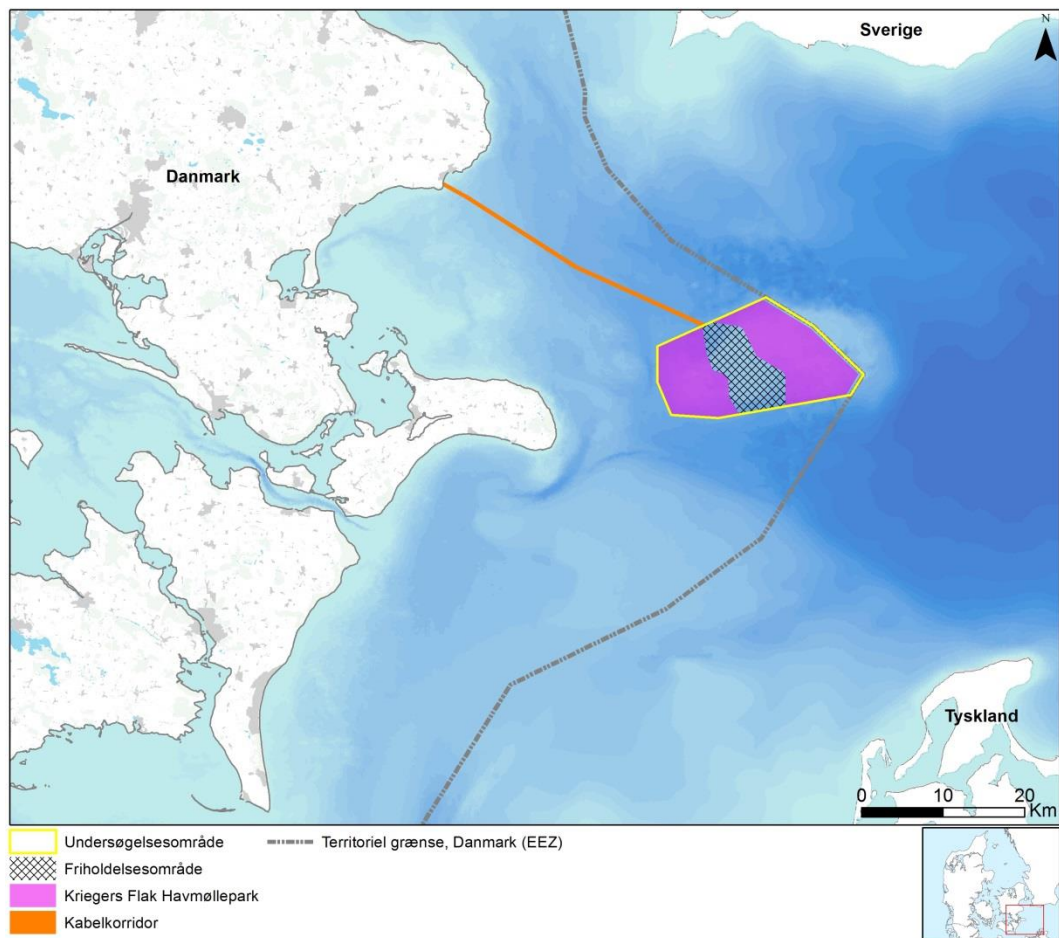 Sverige
N
Danmark
Tyskland
0 10 20
Km
Undersøgelsesområde
Territoriel grænse, Danmark (EEZ)
Friholdelsesområde
Kriegers Flak Havmøllepark
Kabelkorridor